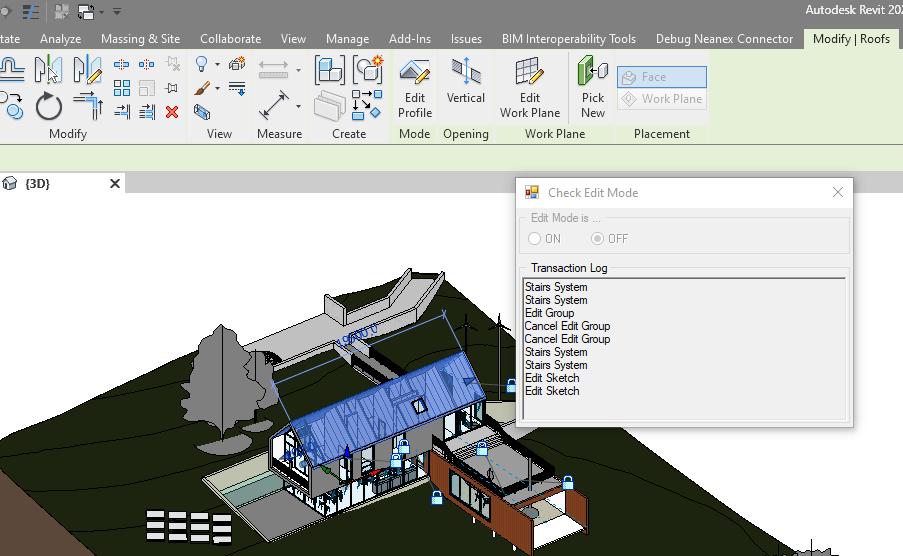 Autodesk Revit 202
tate Analyze Massing & Site Collaborate View Manage Add-Ins Issues BIM Interoperability Tools Debug Neanex Connector Modify | Roofs
Edit Profile
Vertical
Edit Work Plane
Pick New
Face
Work Plane
Modify View Measure Create Mode Opening Work Plane Placement
{3D}
Check Edit Mode
Edit Mode is ...
ON OFF
Transaction Log
Stairs System
Stairs System
Edit Group
Cancel Edit Group
Cancel Edit Group
Stairs System
Stairs System
Edit Sketch
Edit Sketch